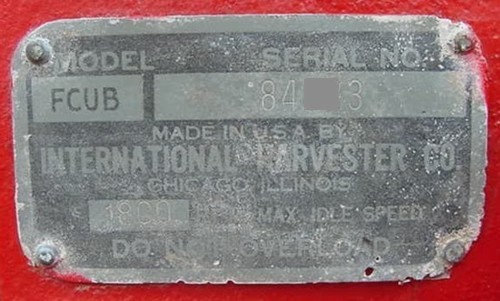 MODEL SERIAL NO.
FCUB 84 3
MADE IN U.S.A. BY
INTERNATIONAL HARVESTER CO.
CHICAGO, ILLINOIS
1800 MAX. IDLE SPEED
DO NOT OVERLOAD